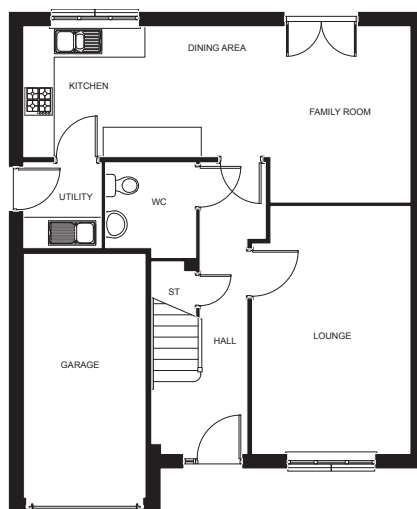 DINING AREA
KITCHEN
FAMILY ROOM
UTILITY
WC
ST
HALL
LOUNGE
GARAGE